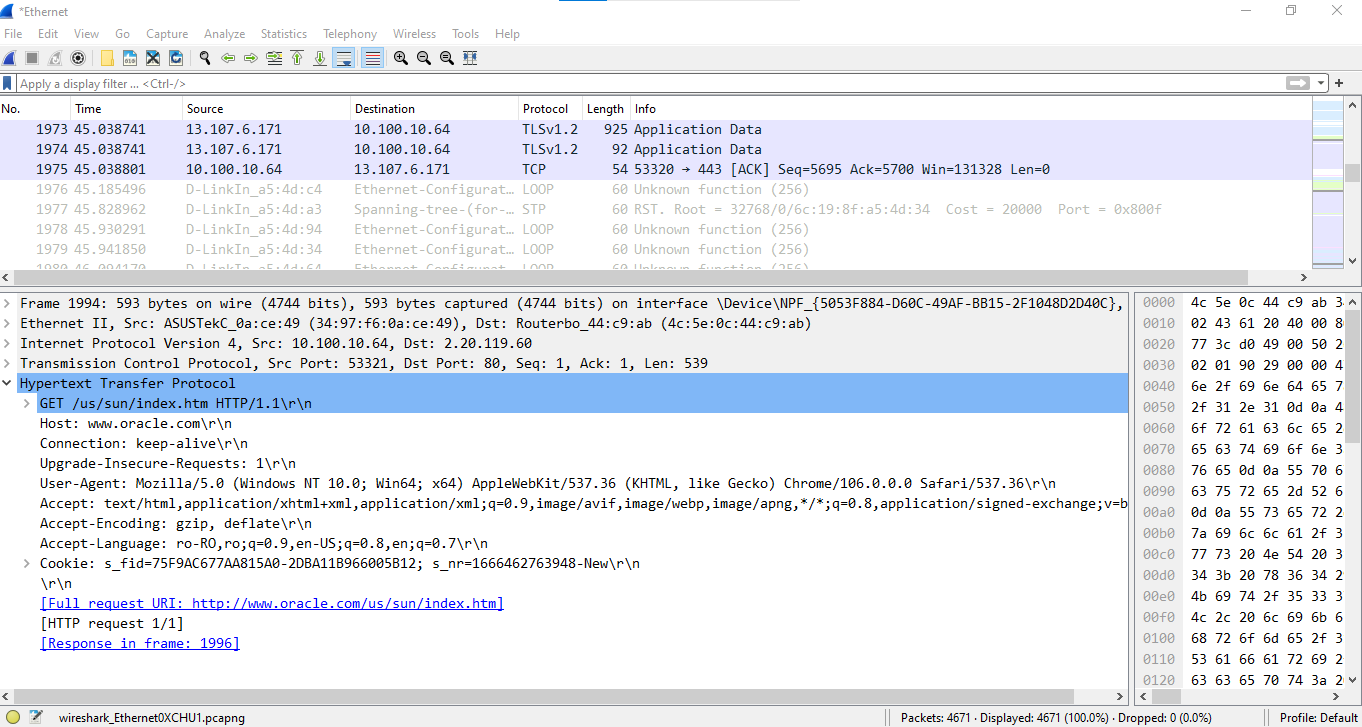 *Ethernet
File Edit View Go Capture Analyze Statistics Telephony Wireless Tools Help
Apply a display filter ... <Ctrl-/>
No. Time Source Destination Protocol Length Info
1973 45.038741 13.107.6.171 10.100.10.64 TLSv1.2 925 Application Data
1974 45.038741 13.107.6.171 10.100.10.64 TLSv1.2 92 Application Data
1975 45.038801 10.100.10.64 13.107.6.171 TCP 54 53320 → 443 [ACK] Seq=5695 Ack=5700 Win=131328 Len=0
1976 45.185496 D-LinkIn_a5:4d:c4 Ethernet-Configurat… LOOP 60 Unknown function (256)
1977 45.828962 D-LinkIn_a5:4d:a3 Spanning-tree-(for-… STP 60 RST. Root = 32768/0/6c:19:8f:a5:4d:34 Cost = 20000 Port = 0x800f
1978 45.930291 D-LinkIn_a5:4d:94 Ethernet-Configurat… LOOP 60 Unknown function (256)
1979 45.941850 D-LinkIn_a5:4d:34 Ethernet-Configurat… LOOP 60 Unknown function (256)
1980 46.094170 D-LinkIn_a5:4d:64 Ethernet-Configurat… LOOP 60 Unknown function (256)
Frame 1994: 593 bytes on wire (4744 bits), 593 bytes captured (4744 bits) on interface \Device\NPF_{5053F884-D60C-49AF-BB15-2F1048D2D40C},
Ethernet II, Src: ASUSTekC_0a:ce:49 (34:97:f6:0a:ce:49), Dst: Routerbo_44:c9:ab (4c:5e:0c:44:c9:ab)
Internet Protocol Version 4, Src: 10.100.10.64, Dst: 2.20.119.60
Transmission Control Protocol, Src Port: 53321, Dst Port: 80, Seq: 1, Ack: 1, Len: 539
Hypertext Transfer Protocol
GET /us/sun/index.htm HTTP/1.1\r\n
Host: www.oracle.com\r\n
Connection: keep-alive\r\n
Upgrade-Insecure-Requests: 1\r\n
User-Agent: Mozilla/5.0 (Windows NT 10.0; Win64; x64) AppleWebKit/537.36 (KHTML, like Gecko) Chrome/106.0.0.0 Safari/537.36\r\n
Accept: text/html,application/xhtml+xml,application/xml;q=0.9,image/avif,image/webp,image/apng,*/*;q=0.8,application/signed-exchange;v=b
Accept-Encoding: gzip, deflate\r\n
Accept-Language: ro-RO,ro;q=0.9,en-US;q=0.8,en;q=0.7\r\n
Cookie: s_fid=75F9AC677AA815A0-2DBA11B966005B12; s_nr=1666462763948-New\r\n
\r\n
[Full request URI: http://www.oracle.com/us/sun/index.htm]
[HTTP request 1/1]
[Response in frame: 1996]
0000 4c 5e 0c 44 c9 ab 3
0010 02 43 61 20 40 00 8
0020 77 3c d0 49 00 50 2
0030 02 01 90 29 00 00 4
0040 6e 2f 69 6e 64 65 7
0050 2f 31 2e 31 0d 0a 4
0060 6f 72 61 63 6c 65 2
0070 65 63 74 69 6f 6e 3
0080 76 65 0d 0a 55 70 6
0090 63 75 72 65 2d 52 6
00a0 0d 0a 55 73 65 72 2
00b0 7a 69 6c 6c 61 2f 3
00c0 77 73 20 4e 54 20 3
00d0 34 3b 20 78 36 34 2
00e0 4b 69 74 2f 35 33 3
00f0 4c 2c 20 6c 69 6b 6
0100 68 72 6f 6d 65 2f 3
0110 53 61 66 61 72 69 2
0120 63 63 65 70 74 3a 2
wireshark_Ethernet0XCHU1.pcapng
Packets: 4671 · Displayed: 4671 (100.0%) · Dropped: 0 (0.0%)
Profile: Default